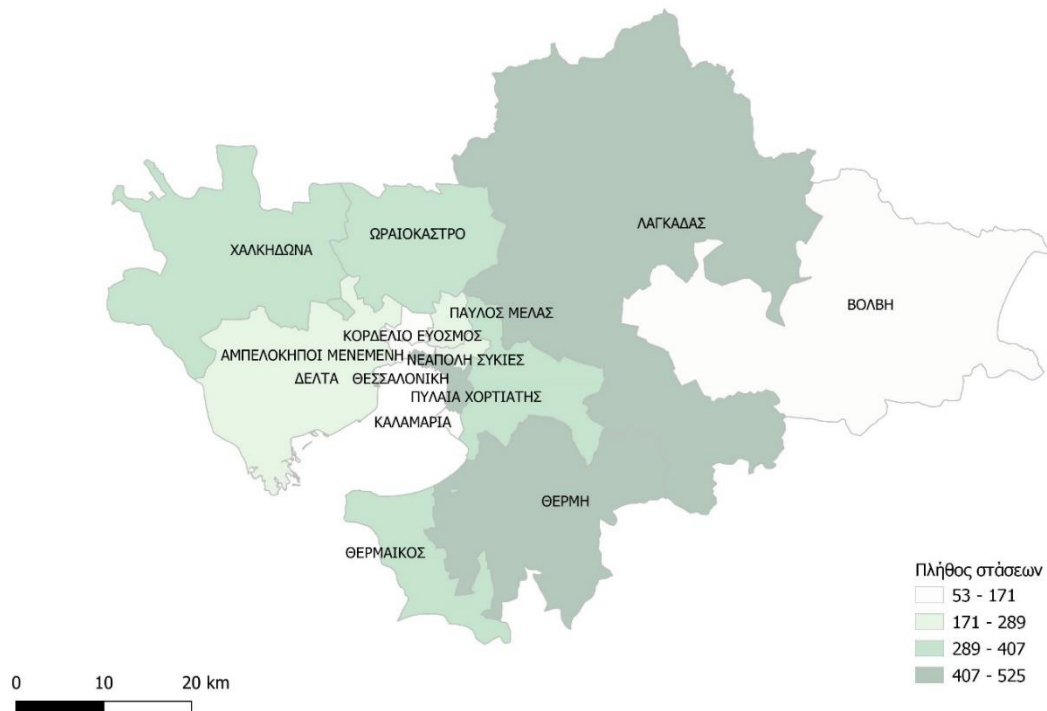 ΛΑΓΚΑΔΑΣ
ΩΡΑΙΟΚΑΣΤΡΟ
ΧΑΛΚΗΔΟΝΑ
ΒΟΛΒΗ
ΠΑΥΛΟΣ ΜΕΛΑΣ
ΚΟΡΔΕΛΙΟ ΕΥΟΣΜΟΣ
ΑΜΠΕΛΟΚΗΠΟΙ ΜΕΝΕΜΕΝΗ
ΝΕΑΠΟΛΗ ΣΥΚΙΕΣ
ΔΕΛΤΑ
ΘΕΣΣΑΛΟΝΙΚΗ
ΠΥΛΑΙΑ ΧΟΡΤΙΑΤΗΣ
ΚΑΛΑΜΑΡΙΑ
ΘΕΡΜΗ
ΘΕΡΜΑΙΚΟΣ
Πλήθος στάσεων
53 - 171
171 - 289
289 - 407
407 - 525
0 10 20 km